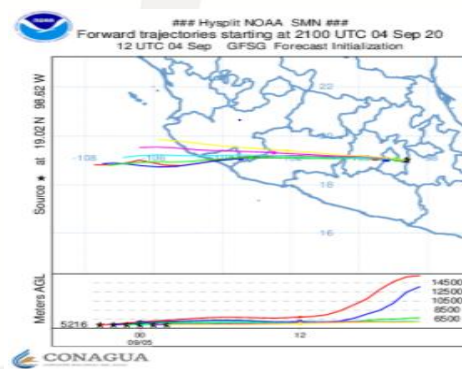 NOAA
### Hysplit NOAA SMN ###
Forward trajectories starting at 2100 UTC 04 Sep 20
12 UTC 04 Sep GFSG Forecast Initialization
Source ★ at 19.02 N 98.62 W
22
108
106
18
16
Meters AGL
14500
12500
10500
8500
6500
5216
00
12
09/05
CONAGUA